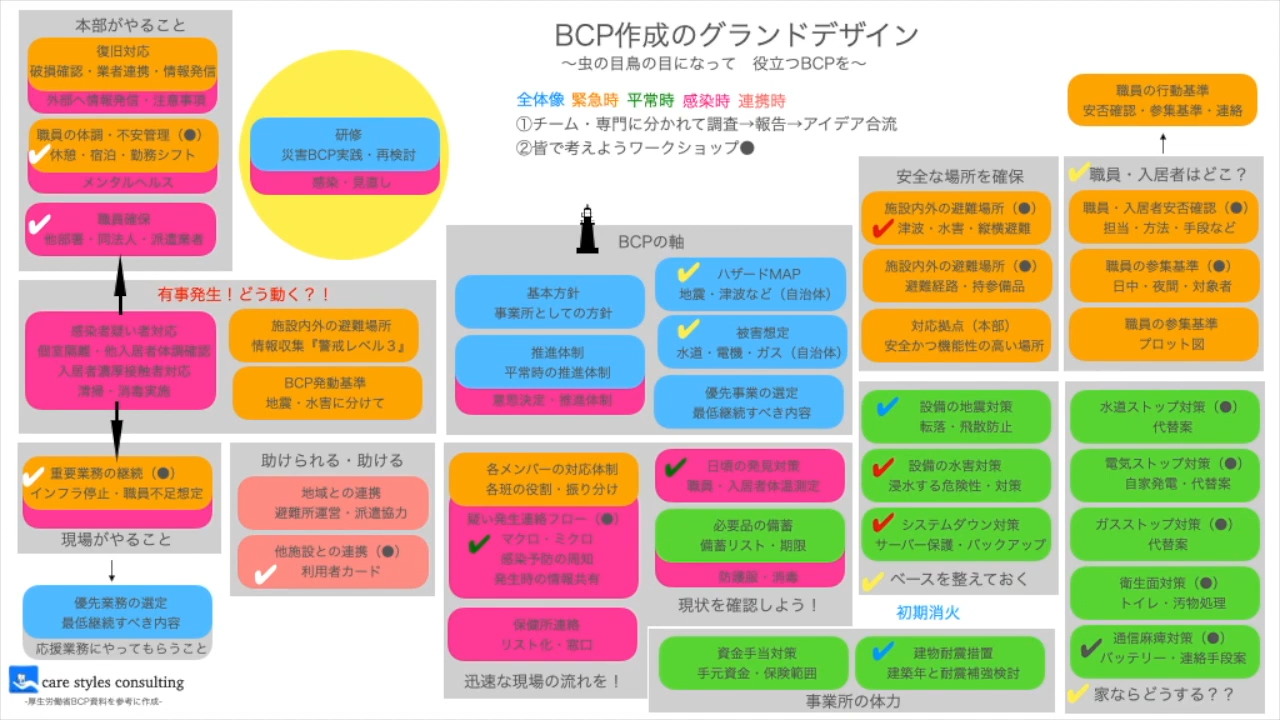 BCP作成のグランドデザイン
～虫の目鳥の目になって　役立つBCPを～
全体像 緊急時 平常時 感染時 連携時
①チーム・専門に分かれて調査→報告→アイデア合流
②皆で考えようワークショップ●
本部がやること
復旧対応
破損確認・業者連携・情報発信
外部へ情報発信・注意事項
職員の体調・不安管理（●）
休憩・宿泊・勤務シフト
メンタルヘルス
職員確保
他部署・同法人・派遣業者
研修
災害BCP実践・再検討
感染・見直し
有事発生！どう動く？！
感染者疑い者対応
個室隔離・他入居者体調確認
入居者濃厚接触者対応
清掃・消毒実施
施設内外の避難場所
情報収集『警戒レベル３』
BCP発動基準
地震・水害に分けて
重要業務の継続（●）
インフラ停止・職員不足想定
現場がやること
優先業務の選定
最低継続すべき内容
応援業務にやってもらうこと
助けられる・助ける
地域との連携
避難所運営・派遣協力
他施設との連携（●）
利用者カード
BCPの軸
基本方針
事業所としての方針
推進体制
平常時の推進体制
意思決定・推進体制
ハザードMAP
地震・津波など（自治体）
被害想定
水道・電機・ガス（自治体）
優先事業の選定
最低継続すべき内容
各メンバーの対応体制
各班の役割・振り分け
疑い発生連絡フロー（●）
マクロ・ミクロ
感染予防の周知
発生時の情報共有
保健所連絡
リスト化・窓口
迅速な現場の流れを！
日頃の発見対策
職員・入居者体温測定
必要品の備蓄
備蓄リスト・期限
防護服・消毒
現状を確認しよう！
資金手当対策
手元資金・保険範囲
建物耐震措置
建築年と耐震補強検討
事業所の体力
安全な場所を確保
施設内外の避難場所（●）
津波・水害・縦横避難
施設内外の避難場所（●）
避難経路・持参備品
対応拠点（本部）
安全かつ機能性の高い場所
設備の地震対策
転落・飛散防止
設備の水害対策
浸水する危険性・対策
システムダウン対策
サーバー保護・バックアップ
ベースを整えておく
初期消火
職員の行動基準
安否確認・参集基準・連絡
職員・入居者はどこ？
職員・入居者安否確認（●）
担当・方法・手段など
職員の参集基準（●）
日中・夜間・対象者
職員の参集基準
プロット図
水道ストップ対策（●）
代替案
電気ストップ対策（●）
自家発電・代替案
ガスストップ対策（●）
代替案
衛生面対策（●）
トイレ・汚物処理
通信麻痺対策（●）
バッテリー・連絡手段案
家ならどうする？？
care styles consulting
-厚生労働省BCP資料を参考に作成-